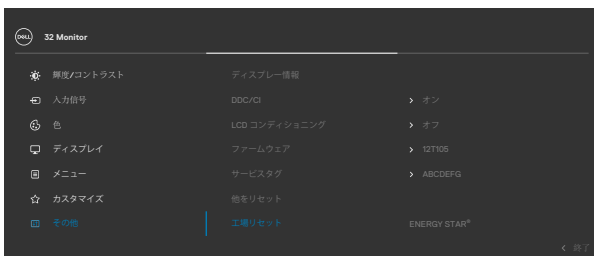 DELL 32 Monitor
輝度/コントラスト ディスプレー情報
入力信号 DDC/CI オン
色 LCD コンディショニング オフ
ディスプレイ ファームウェア 12T105
メニュー サービスタグ ABCDEFG
カスタマイズ 他をリセット
その他 工場リセット ENERGY STAR®
終了